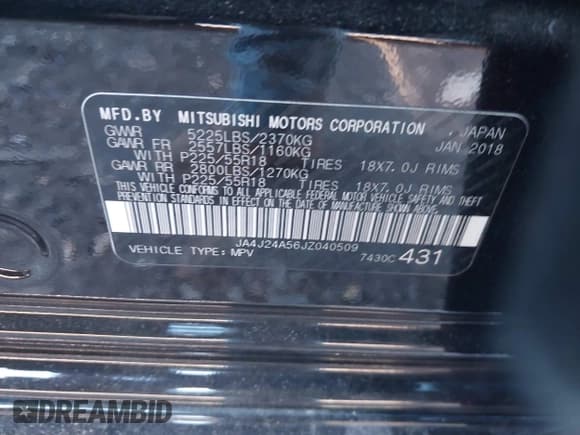 MFD.BY MITSUBISHI MOTORS CORPORATION , JAPAN
GVWR 5225LBS/2370KG JAN.2018
GAWR FR 2557LBS/1160KG
WITH P225/55R18 TIRES 18X7.0J RIMS
GAWR RR 2800LBS/1270KG
WITH P225/55R18 TIRES 18X7.0J RIMS
THIS VEHICLE CONFORMS TO ALL APPLICABLE FEDERAL MOTOR VEHICLE SAFETY AND THEFT
PREVENTION STANDARDS IN EFFECT ON THE DATE OF MANUFACTURE SHOWN ABOVE.
JA4J24A56JZ040509
VEHICLE TYPE: MPV 7430C 431
DREAMBID